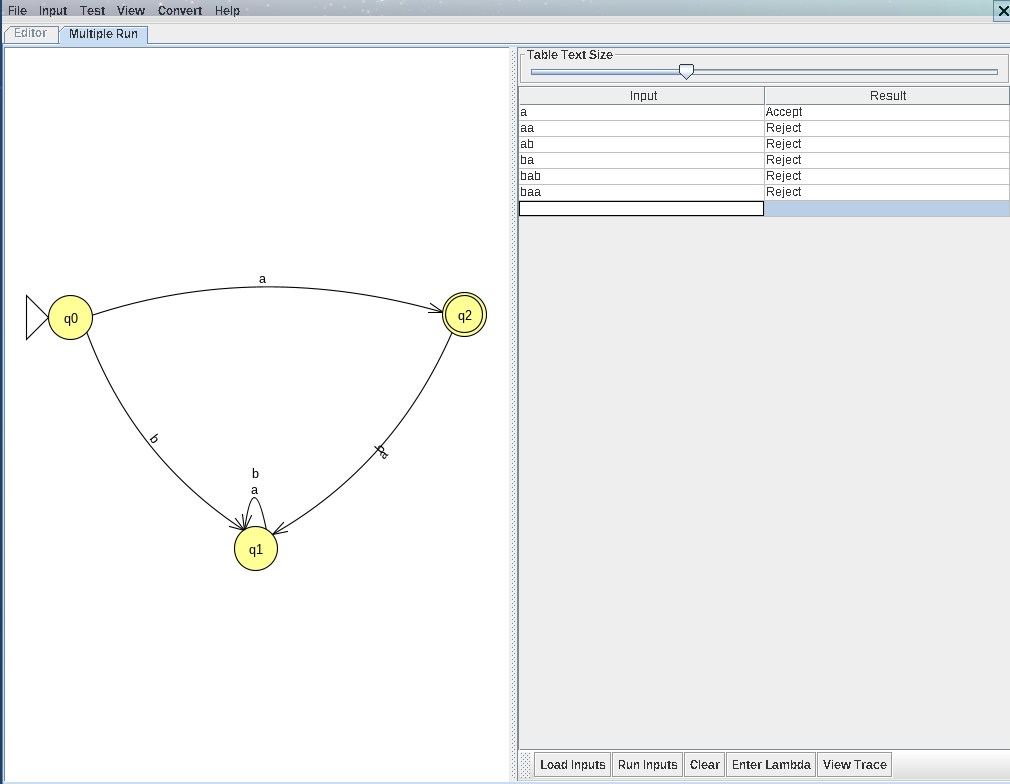 File Input Test View Convert Help
Editor Multiple Run
Table Text Size
Input Result
a Accept
aa Reject
ab Reject
ba Reject
bab Reject
baa Reject
a
q0
q2
b
b
a
b
a
q1
Load Inputs Run Inputs Clear Enter Lambda View Trace